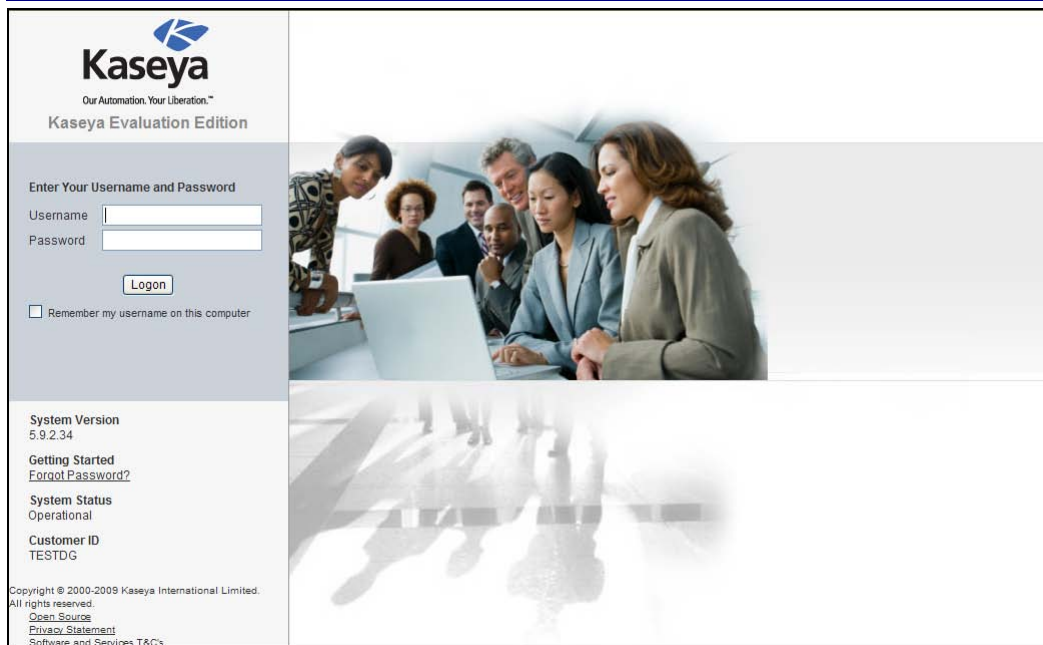 Kaseya
Our Automation. Your Liberation.™
Kaseya Evaluation Edition
Enter Your Username and Password
Username
Password
Logon
Remember my username on this computer
System Version
5.9.2.34
Getting Started
Forgot Password?
System Status
Operational
Customer ID
TESTDG
Copyright © 2000-2009 Kaseya International Limited.
All rights reserved.
Open Source
Privacy Statement
Software and Services T&C's